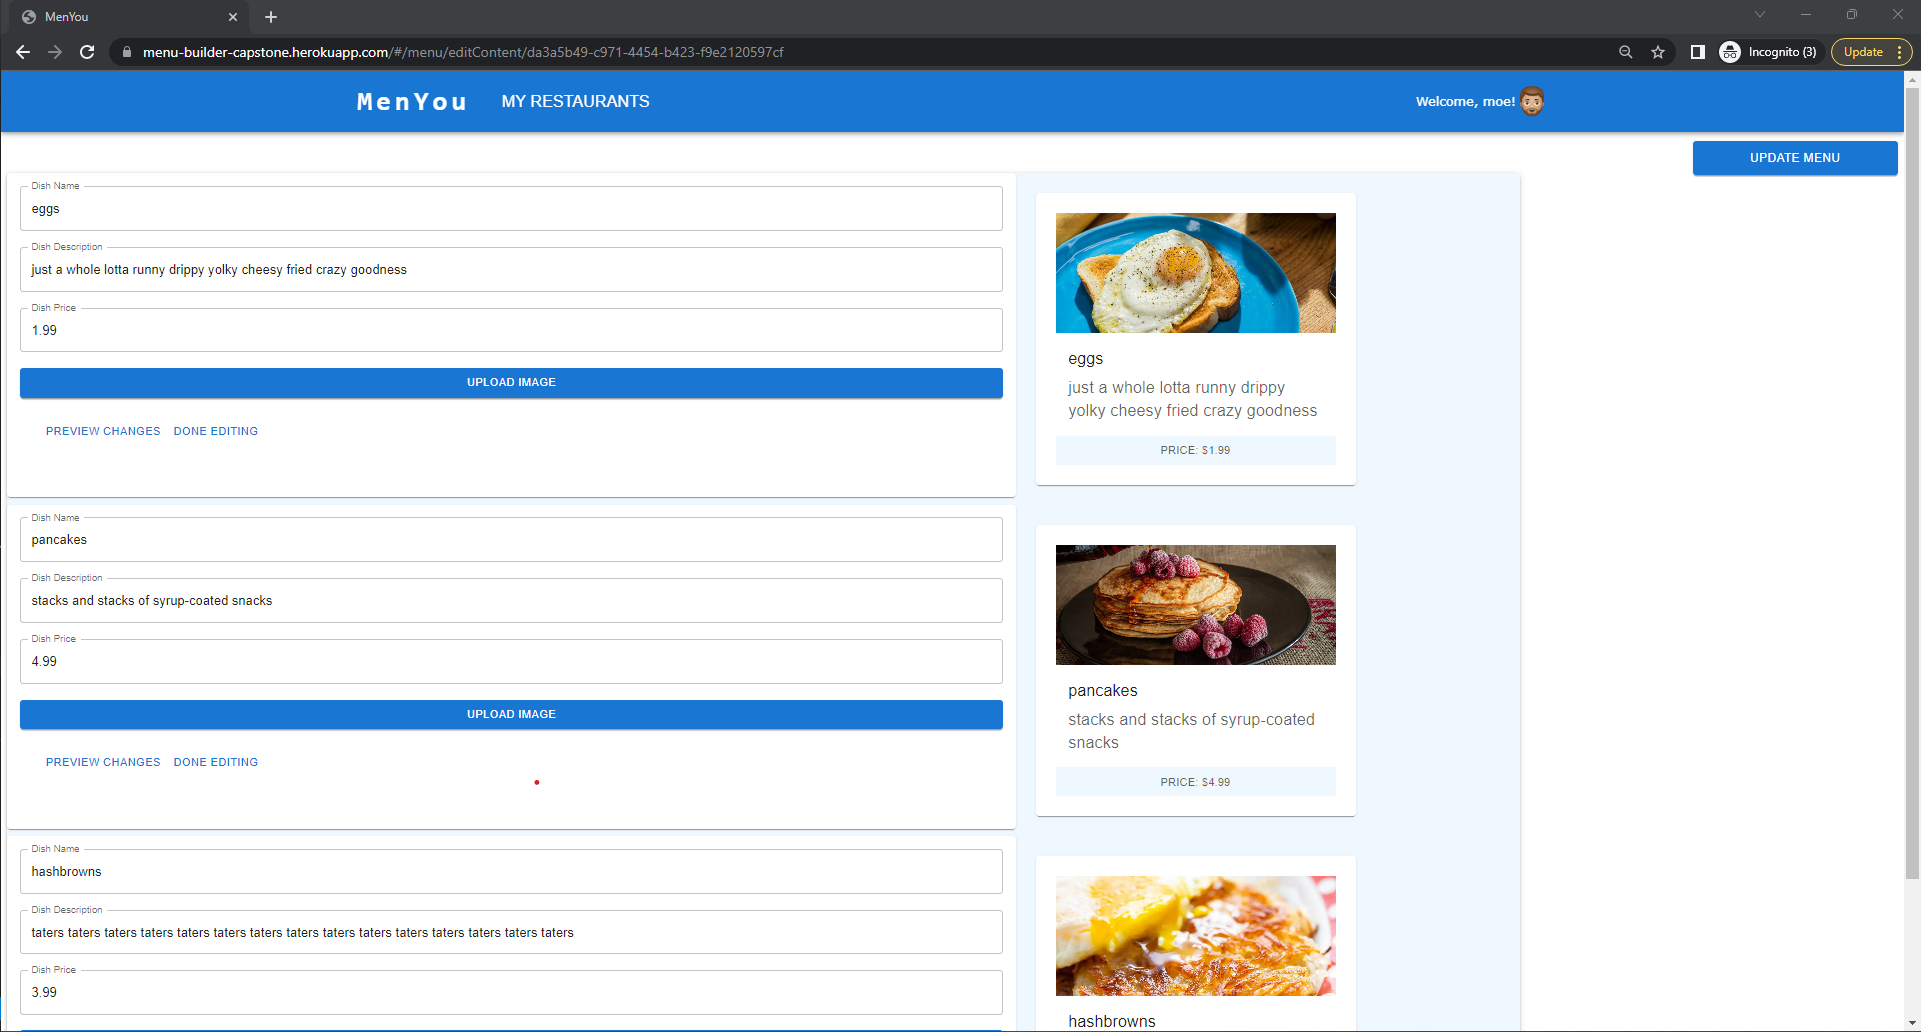 MenYou
menu-builder-capstone.herokuapp.com/#/menu/editContent/da3a5b49-c971-4454-b423-f9e2120597cf
Incognito (3)
Update
MenYou
MY RESTAURANTS
Welcome, moe!
UPDATE MENU
Dish Name
eggs
Dish Description
just a whole lotta runny drippy yolky cheesy fried crazy goodness
Dish Price
1.99
UPLOAD IMAGE
PREVIEW CHANGES
DONE EDITING
eggs
just a whole lotta runny drippy
yolky cheesy fried crazy goodness
PRICE: $1.99
Dish Name
pancakes
Dish Description
stacks and stacks of syrup-coated snacks
Dish Price
4.99
UPLOAD IMAGE
PREVIEW CHANGES
DONE EDITING
pancakes
stacks and stacks of syrup-coated
snacks
PRICE: $4.99
Dish Name
hashbrowns
Dish Description
taters taters taters taters taters taters taters taters taters taters taters taters taters taters taters
Dish Price
3.99
hashbrowns